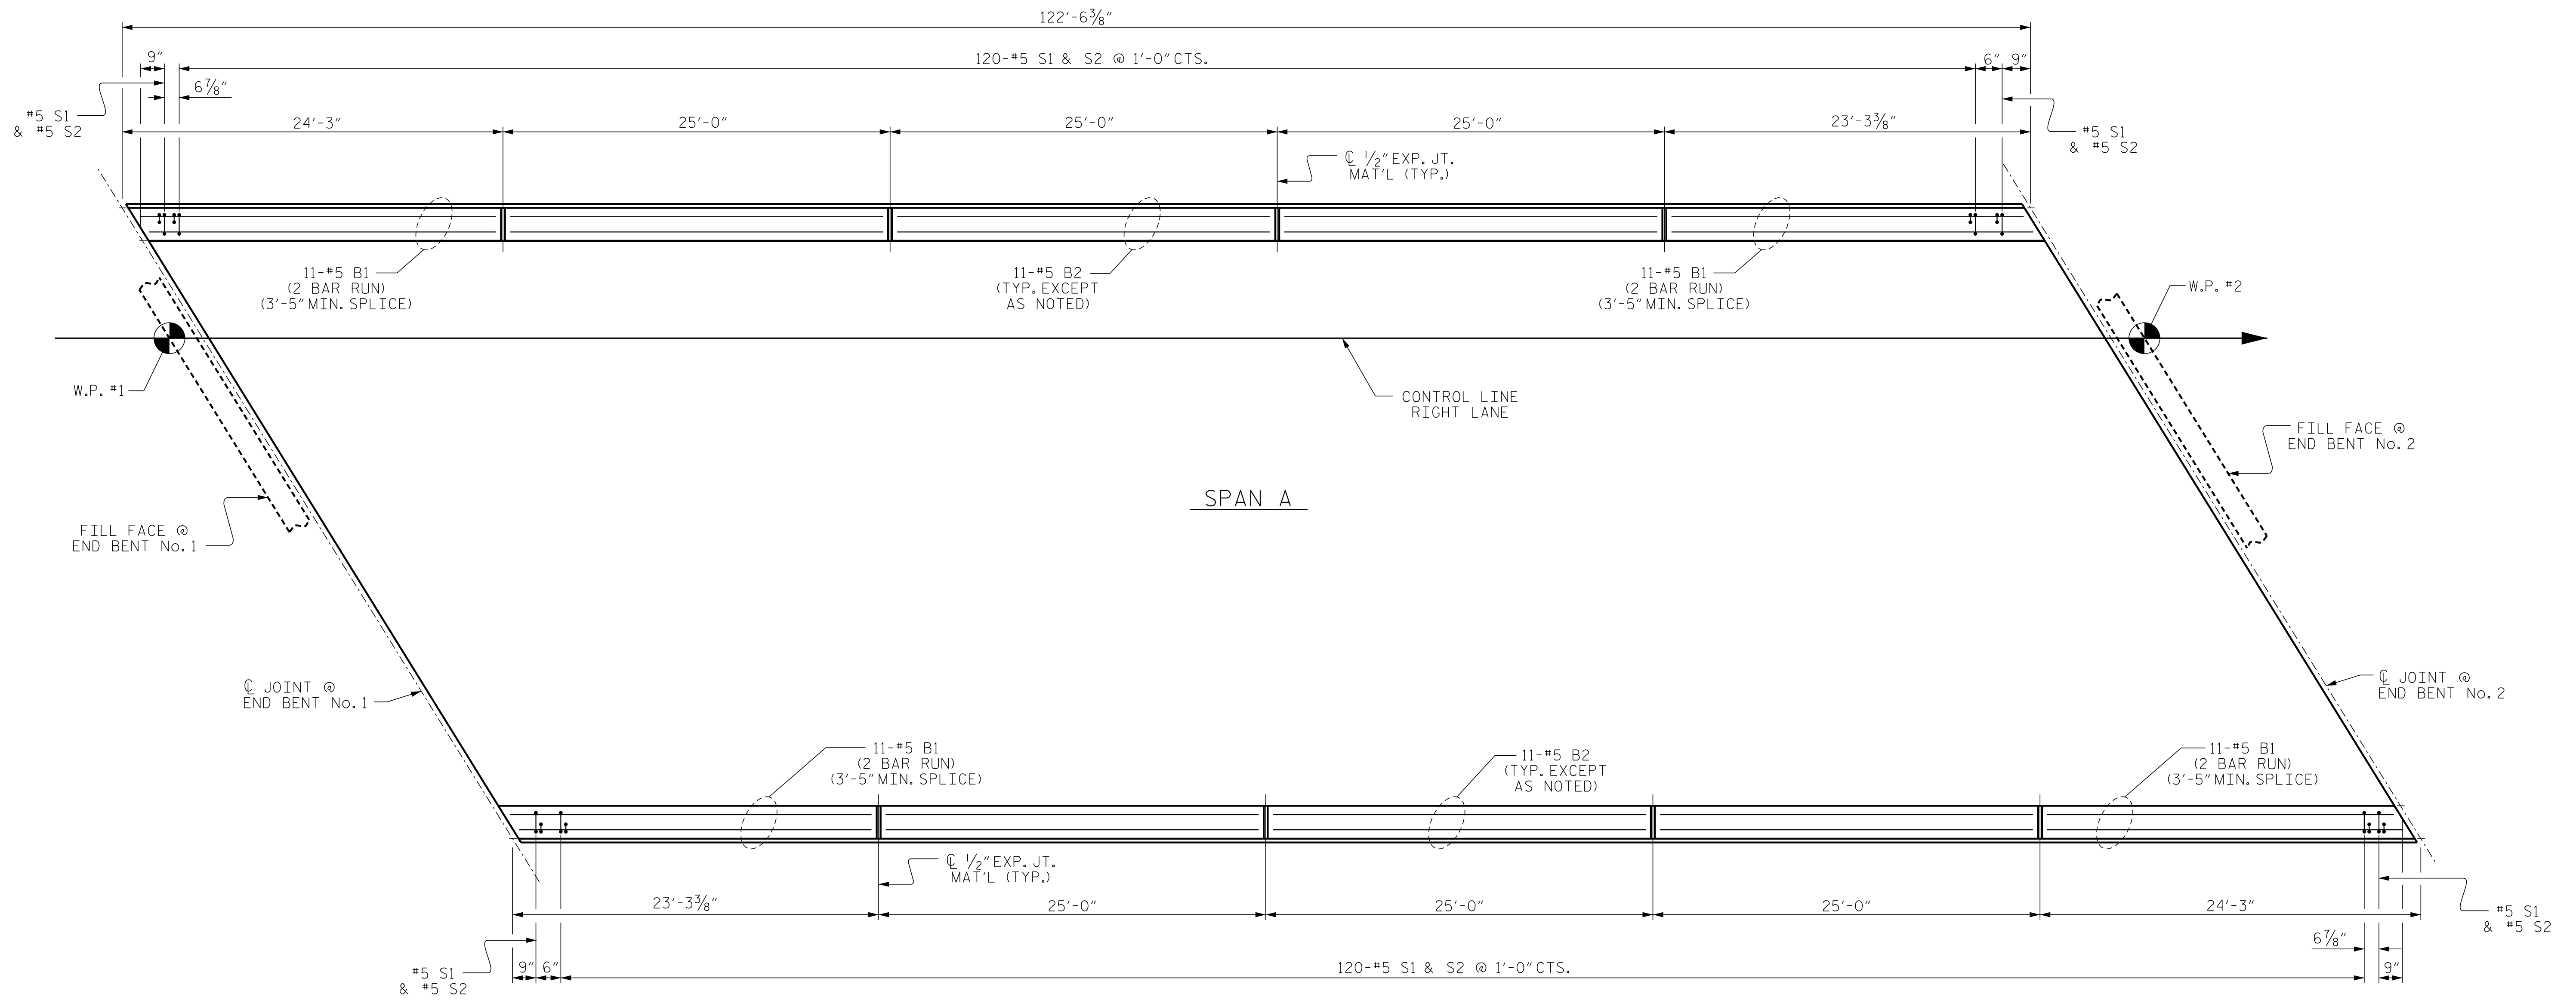 122'-6⅜"
9"
120-#5 S1 & S2 @ 1'-0" CTS.
6"
9"
6⅞"
#5 S1
& #5 S2
#5 S1
& #5 S2
24'-3"
25'-0"
25'-0"
25'-0"
23'-3⅜"
℄ ½" EXP. JT.
MAT'L (TYP.)
11-#5 B1
(2 BAR RUN)
(3'-5" MIN. SPLICE)
11-#5 B2
(TYP. EXCEPT
AS NOTED)
11-#5 B1
(2 BAR RUN)
(3'-5" MIN. SPLICE)
W.P. #2
W.P. #1
CONTROL LINE
RIGHT LANE
FILL FACE @
END BENT No. 2
SPAN A
FILL FACE @
END BENT No. 1
℄ JOINT @
END BENT No. 1
℄ JOINT @
END BENT No. 2
11-#5 B1
(2 BAR RUN)
(3'-5" MIN. SPLICE)
11-#5 B2
(TYP. EXCEPT
AS NOTED)
11-#5 B1
(2 BAR RUN)
(3'-5" MIN. SPLICE)
℄ ½" EXP. JT.
MAT'L (TYP.)
23'-3⅜"
25'-0"
25'-0"
25'-0"
24'-3"
#5 S1
& #5 S2
6⅞"
#5 S1
& #5 S2
9"
6"
120-#5 S1 & S2 @ 1'-0" CTS.
9"